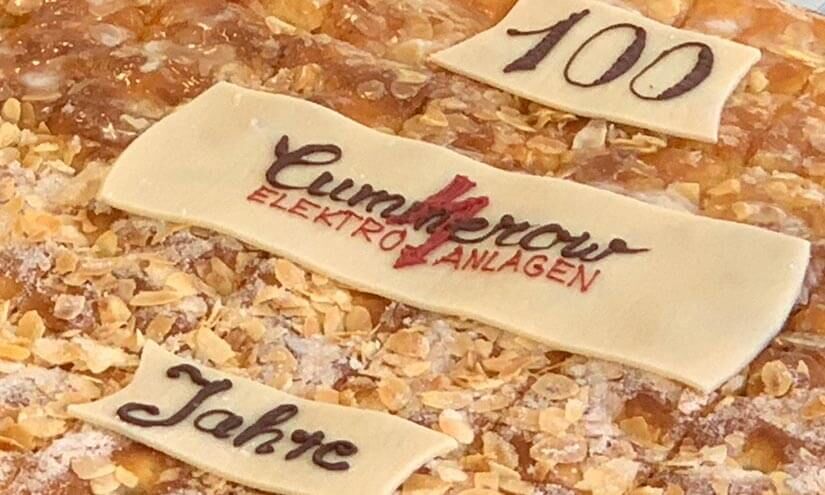 100
Cummerow
ELEKTRO ANLAGEN
Jahre